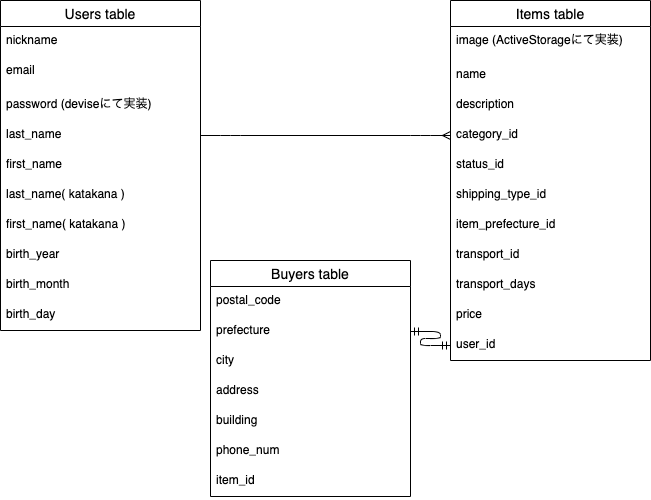 Users table
nickname
email
password (deviseにて実装)
last_name
first_name
last_name( katakana )
first_name( katakana )
birth_year
birth_month
birth_day
Items table
image (ActiveStorageにて実装)
name
description
category_id
status_id
shipping_type_id
item_prefecture_id
transport_id
transport_days
price
user_id
Buyers table
postal_code
prefecture
city
address
building
phone_num
item_id